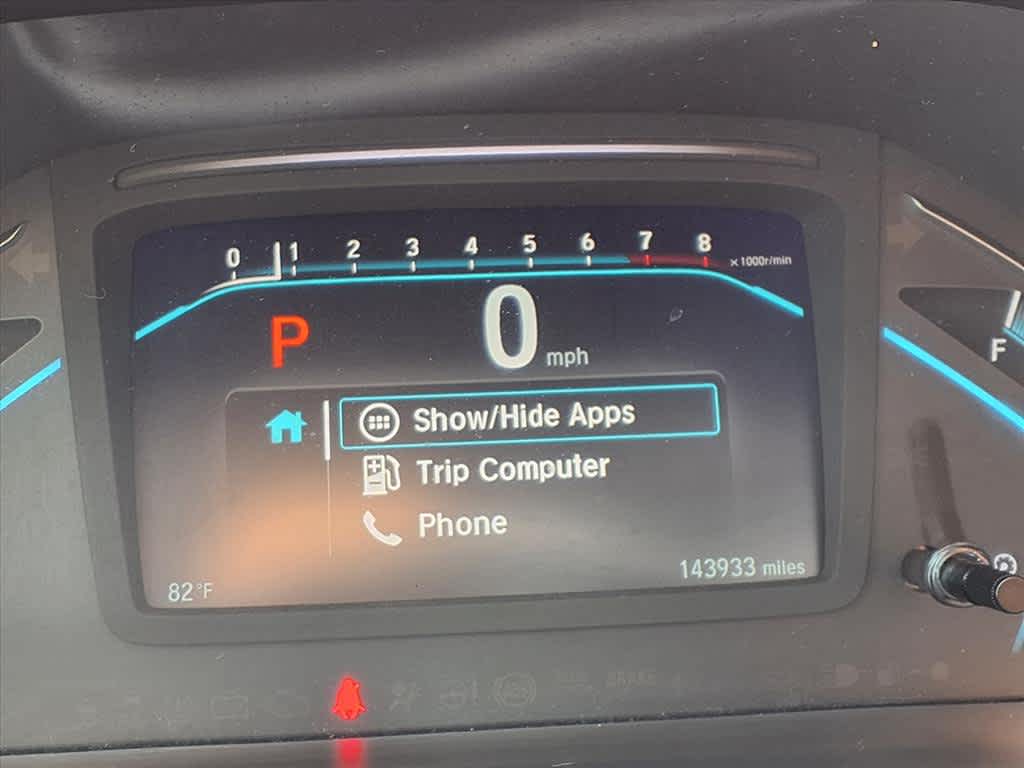 0 1 2 3 4 5 6 7 8 ×1000r/min
P 0 mph
F
Show/Hide Apps
Trip Computer
Phone
82°F 143933 miles